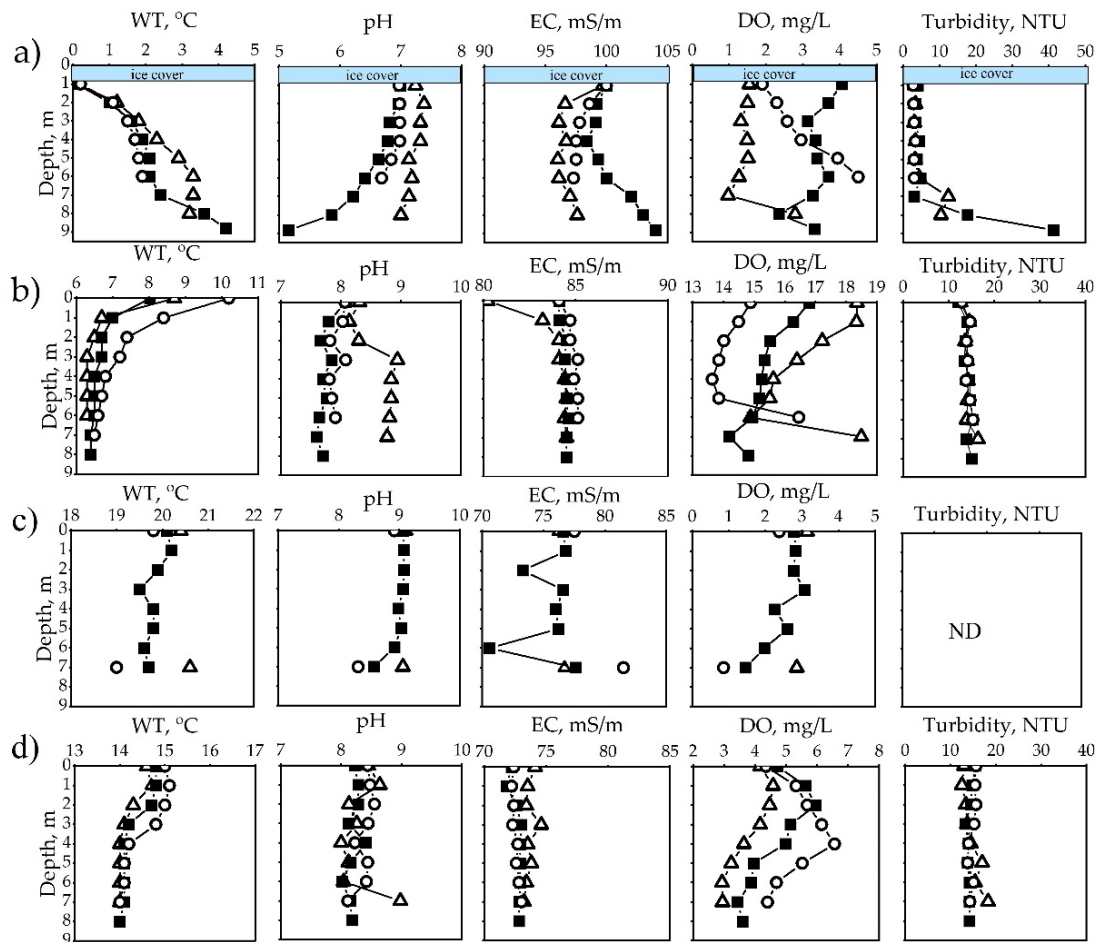 WT, °C pH EC, mS/m DO, mg/L Turbidity, NTU
a) 0 1 2 3 4 5 5 6 7 8 90 95 100 105 0 1 2 3 4 5 0 10 20 30 40 50
ice cover ice cover ice cover ice cover ice cover
Depth, m
1
2
3
4
5
6
7
8
9
WT, °C pH EC, mS/m DO, mg/L Turbidity, NTU
b) 6 7 8 9 10 11 7 8 9 10 80 85 90 13 14 15 16 17 18 19 0 10 20 30 40
Depth, m
0
1
2
3
4
5
6
7
8
9
WT, °C pH EC, mS/m DO, mg/L Turbidity, NTU
c) 18 19 20 21 22 7 8 9 10 70 75 80 85 0 1 2 3 4 5
Depth, m
0
1
2
3
4
5
6
7
8
9
ND
WT, °C pH EC, mS/m DO, mg/L Turbidity, NTU
d) 13 14 15 16 17 7 8 9 10 70 75 80 85 2 3 4 5 6 7 8 0 10 20 30 40
Depth, m
0
1
2
3
4
5
6
7
8
9